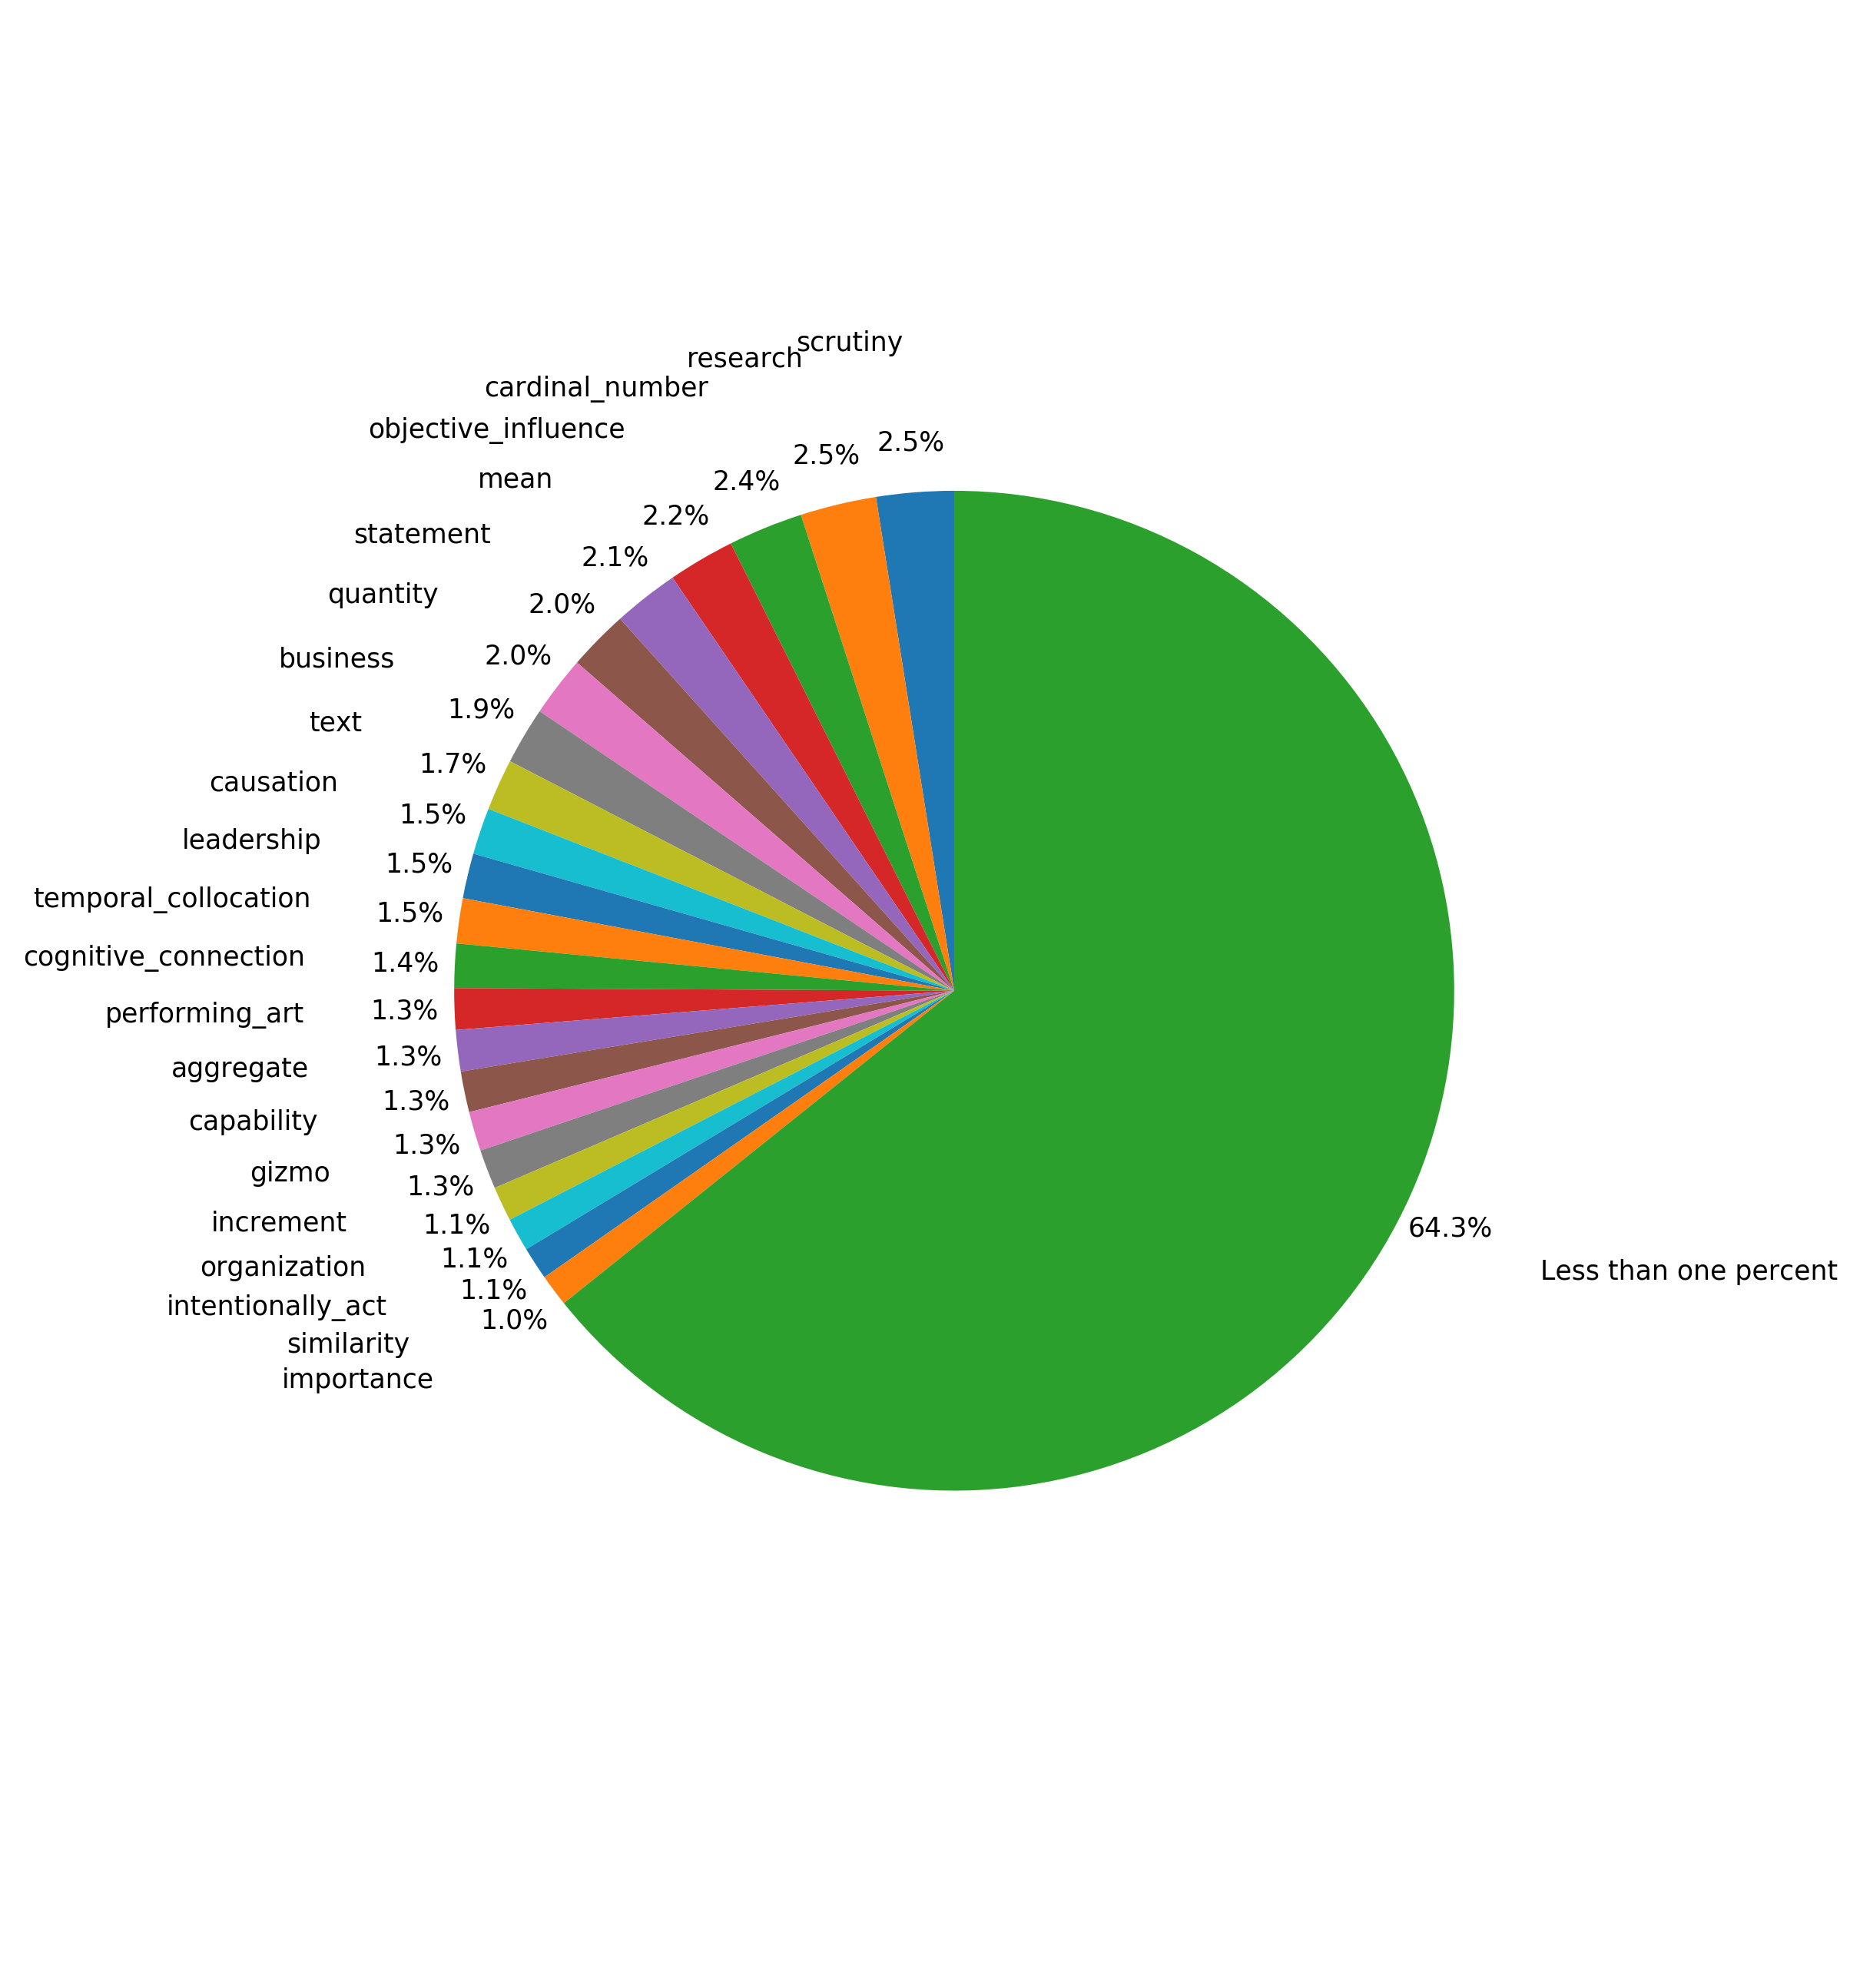 scrutiny
research
cardinal_number
objective_influence
mean
statement
quantity
business
text
causation
leadership
temporal_collocation
cognitive_connection
performing_art
aggregate
capability
gizmo
increment
organization
intentionally_act
similarity
importance
Less than one percent
2.5%
2.5%
2.4%
2.2%
2.1%
2.0%
2.0%
1.9%
1.7%
1.5%
1.5%
1.5%
1.4%
1.3%
1.3%
1.3%
1.3%
1.3%
1.1%
1.1%
1.1%
1.0%
64.3%